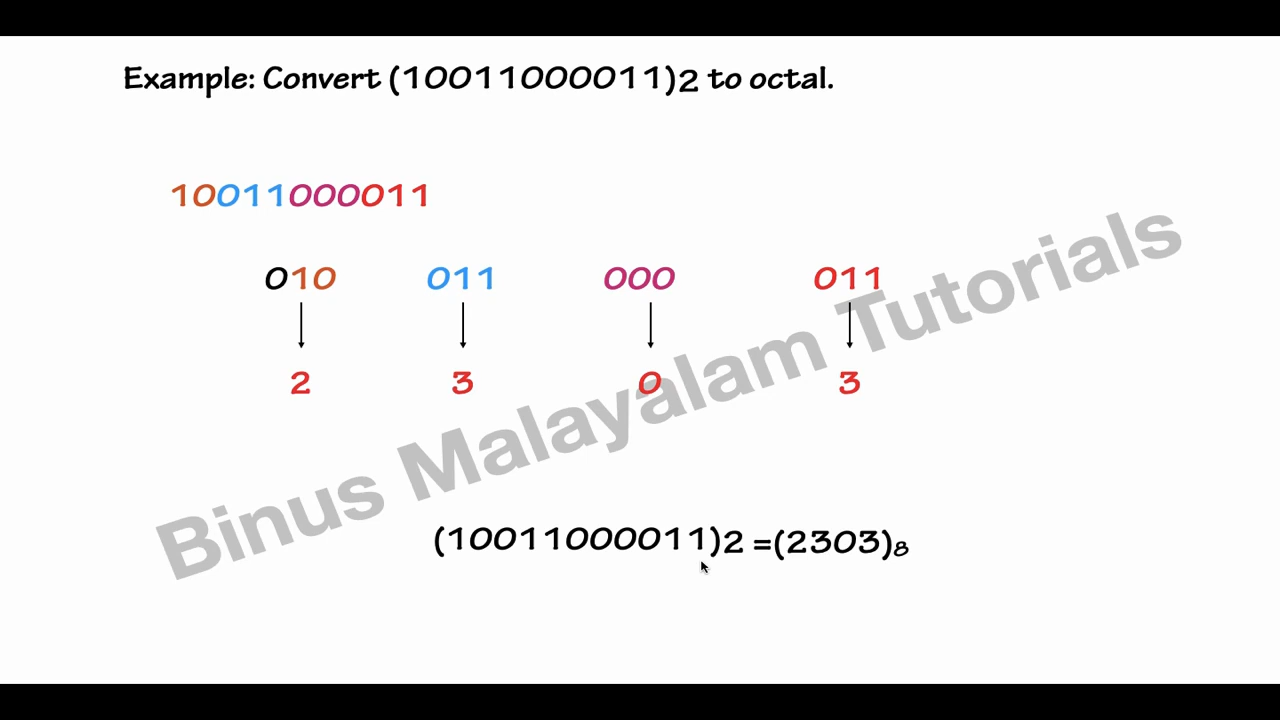 Example: Convert (10011000011)2 to octal.
10011000011
010 011 000 011
2 3 0 3
Binus Malayalam Tutorials
(10011000011)2 =(2303)8